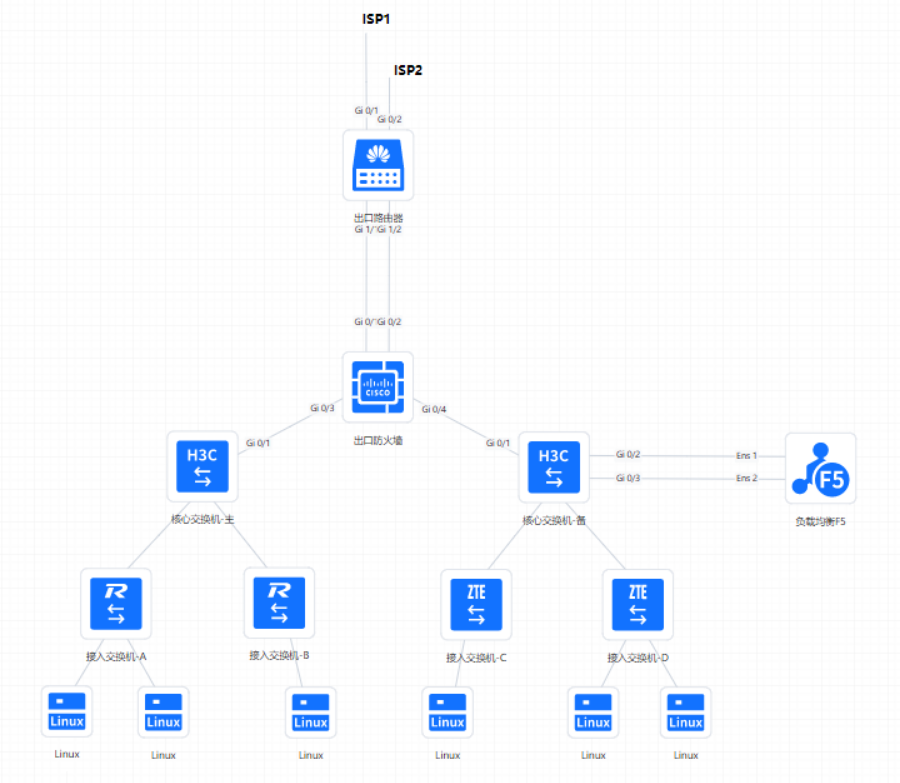 ISP1
ISP2
Gi 0/1
Gi 0/2
出口路由器
Gi 1/
Gi 1/2
Gi 0/
Gi 0/2
CISCO
出口防火墙
Gi 0/3
Gi 0/4
Gi 0/1
Gi 0/1
H3C
核心交换机-主
H3C
核心交换机-备
Gi 0/2
Ens 1
Gi 0/3
Ens 2
F5
负载均衡F5
R
接入交换机-A
R
接入交换机-B
ZTE
接入交换机-C
ZTE
接入交换机-D
Linux
Linux
Linux
Linux
Linux
Linux
Linux
Linux
Linux
Linux
Linux
Linux